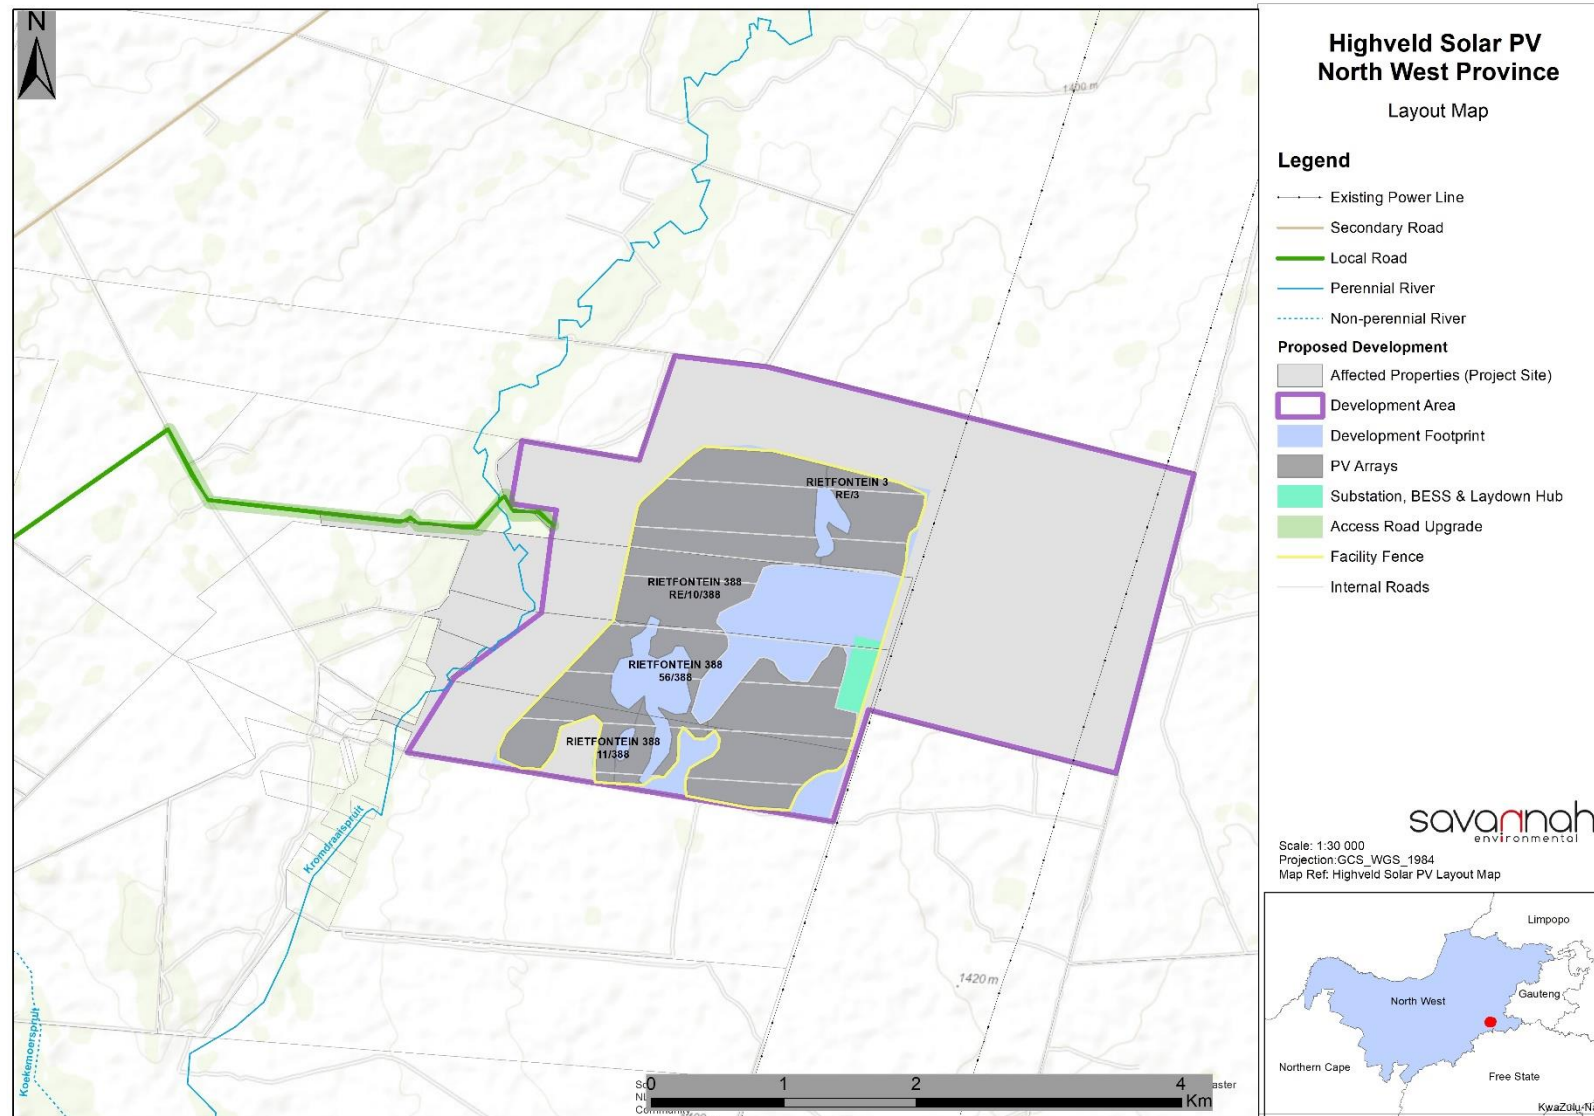 N
1400 m
RIETFONTEIN 3
RE/3
RIETFONTEIN 388
RE/10/388
RIETFONTEIN 388
56/388
RIETFONTEIN 388
11/388
Kromdraaispruit
Koekemoerspruit
1420 m
0 1 2 4
Km
Community
Highveld Solar PV
North West Province
Layout Map
Legend
Existing Power Line
Secondary Road
Local Road
Perennial River
Non-perennial River
Proposed Development
Affected Properties (Project Site)
Development Area
Development Footprint
PV Arrays
Substation, BESS & Laydown Hub
Access Road Upgrade
Facility Fence
Internal Roads
savannah
environmental
Scale: 1:30 000
Projection:GCS_WGS_1984
Map Ref: Highveld Solar PV Layout Map
Limpopo
North West
Gauteng
Northern Cape
Free State
KwaZulu-N